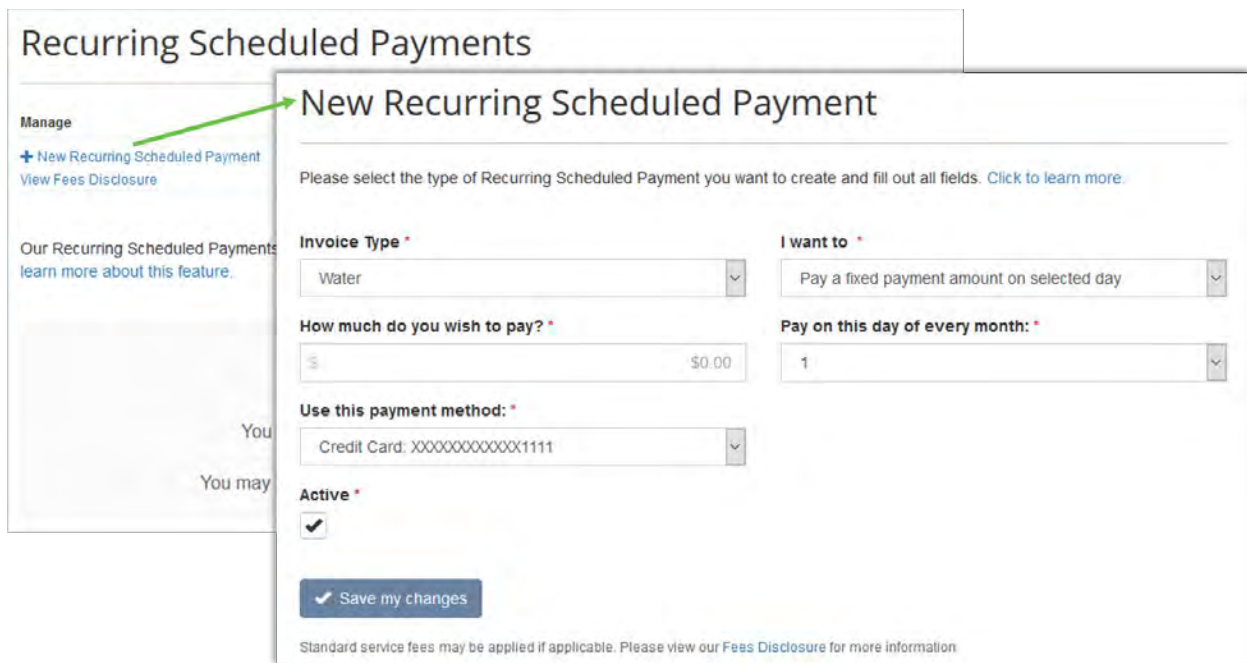 Recurring Scheduled Payments
Manage
+ New Recurring Scheduled Payment
View Fees Disclosure
Our Recurring Scheduled Payments
learn more about this feature.
You
You may
New Recurring Scheduled Payment
Please select the type of Recurring Scheduled Payment you want to create and fill out all fields. Click to learn more.
Invoice Type *
Water
I want to *
Pay a fixed payment amount on selected day
How much do you wish to pay? *
$ $0.00
Pay on this day of every month: *
1
Use this payment method: *
Credit Card: XXXXXXXXXXXX1111
Active *
Save my changes
Standard service fees may be applied if applicable. Please view our Fees Disclosure for more information